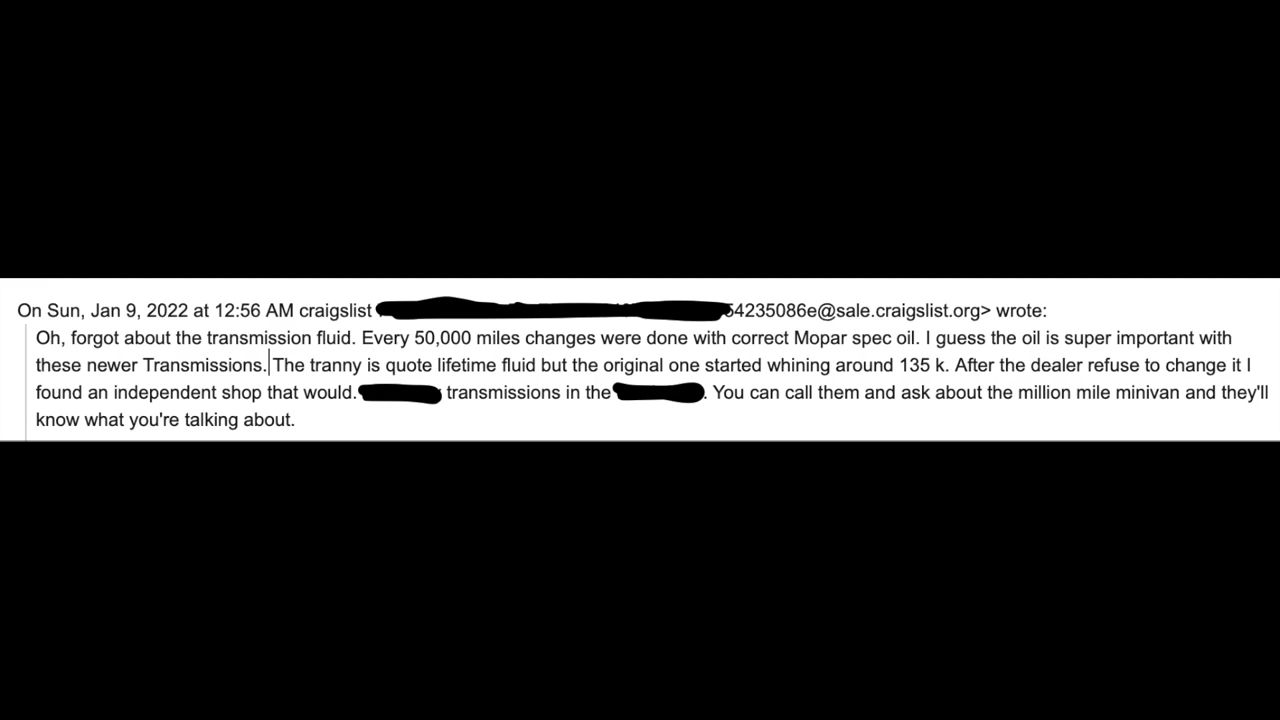 On Sun, Jan 9, 2022 at 12:56 AM craigslist 54235086e@sale.craigslist.org> wrote:
Oh, forgot about the transmission fluid. Every 50,000 miles changes were done with correct Mopar spec oil. I guess the oil is super important with
these newer Transmissions. The tranny is quote lifetime fluid but the original one started whining around 135 k. After the dealer refuse to change it I
found an independent shop that would. transmissions in the . You can call them and ask about the million mile minivan and they'll
know what you're talking about.